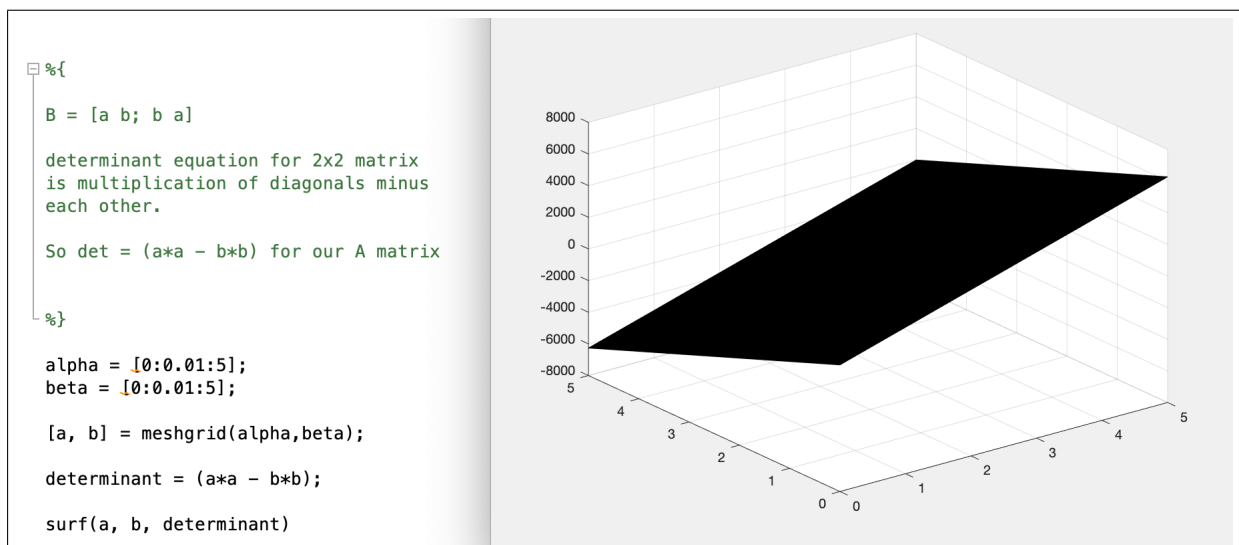 %{
B = [a b; b a]
determinant equation for 2x2 matrix
is multiplication of diagonals minus
each other.
So det = (a*a - b*b) for our A matrix
%}
alpha = [0:0.01:5];
beta = [0:0.01:5];
[a, b] = meshgrid(alpha,beta);
determinant = (a*a - b*b);
surf(a, b, determinant)
8000
6000
4000
2000
0
-2000
-4000
-6000
-8000
5
4
3
2
1
0
0
1
2
3
4
5